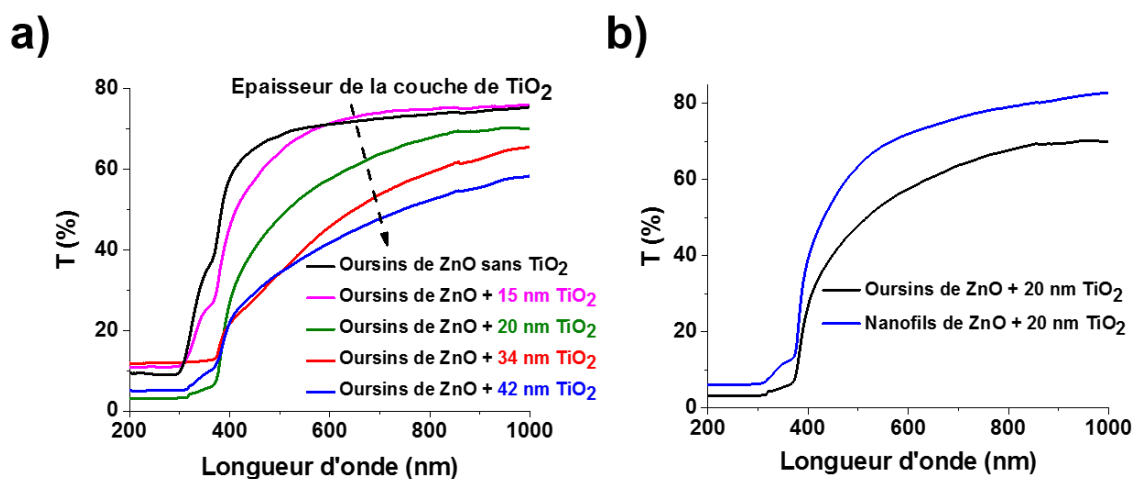 a)
Epaisseur de la couche de TiO2
80
60
40
20
0
T (%)
Oursins de ZnO sans TiO2
Oursins de ZnO + 15 nm TiO2
Oursins de ZnO + 20 nm TiO2
Oursins de ZnO + 34 nm TiO2
Oursins de ZnO + 42 nm TiO2
200 400 600 800 1000
Longueur d'onde (nm)
b)
80
60
40
20
0
T (%)
Oursins de ZnO + 20 nm TiO2
Nanofils de ZnO + 20 nm TiO2
200 400 600 800 1000
Longueur d'onde (nm)